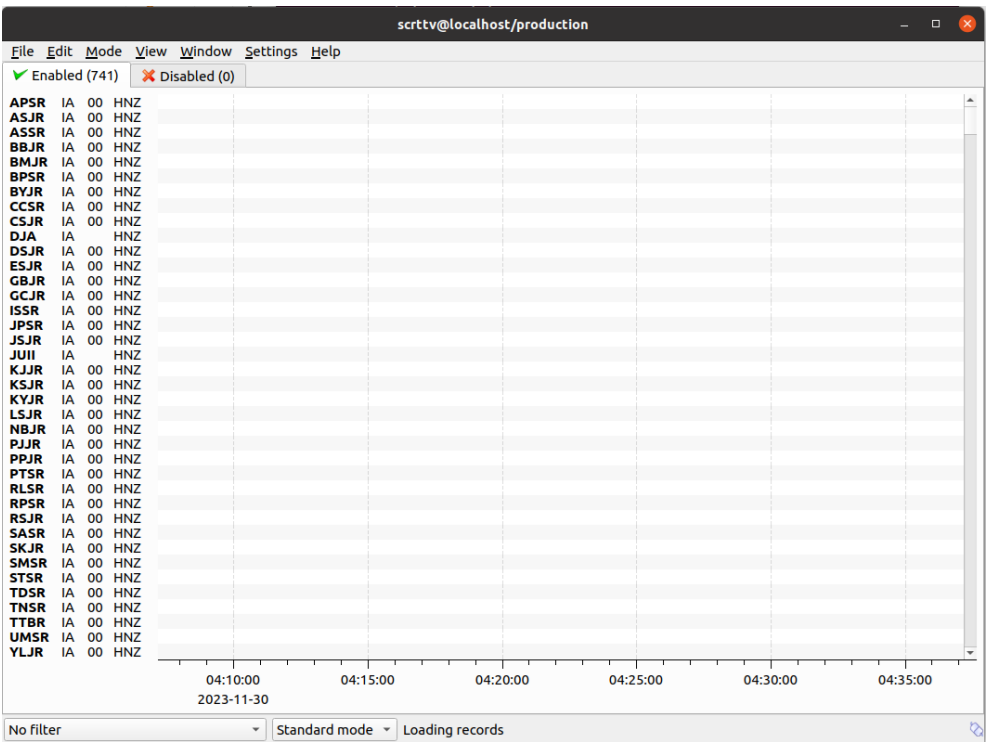 scrttv@localhost/production
File Edit Mode View Window Settings Help
Enabled (741) Disabled (0)
APSR IA 00 HNZ
ASJR IA 00 HNZ
ASSR IA 00 HNZ
BBJR IA 00 HNZ
BMJR IA 00 HNZ
BPSR IA 00 HNZ
BYJR IA 00 HNZ
CCSR IA 00 HNZ
CSJR IA 00 HNZ
DJA IA HNZ
DSJR IA 00 HNZ
ESJR IA 00 HNZ
GBJR IA 00 HNZ
GCJR IA 00 HNZ
ISSR IA 00 HNZ
JPSR IA 00 HNZ
JSJR IA 00 HNZ
JUII IA HNZ
KJJR IA 00 HNZ
KSJR IA 00 HNZ
KYJR IA 00 HNZ
LSJR IA 00 HNZ
NBJR IA 00 HNZ
PJJR IA 00 HNZ
PPJR IA 00 HNZ
PTSR IA 00 HNZ
RLSR IA 00 HNZ
RPSR IA 00 HNZ
RSJR IA 00 HNZ
SASR IA 00 HNZ
SKJR IA 00 HNZ
SMSR IA 00 HNZ
STSR IA 00 HNZ
TDSR IA 00 HNZ
TNSR IA 00 HNZ
TTBR IA 00 HNZ
UMSR IA 00 HNZ
YLJR IA 00 HNZ
04:10:00 04:15:00 04:20:00 04:25:00 04:30:00 04:35:00
2023-11-30
No filter Standard mode Loading records